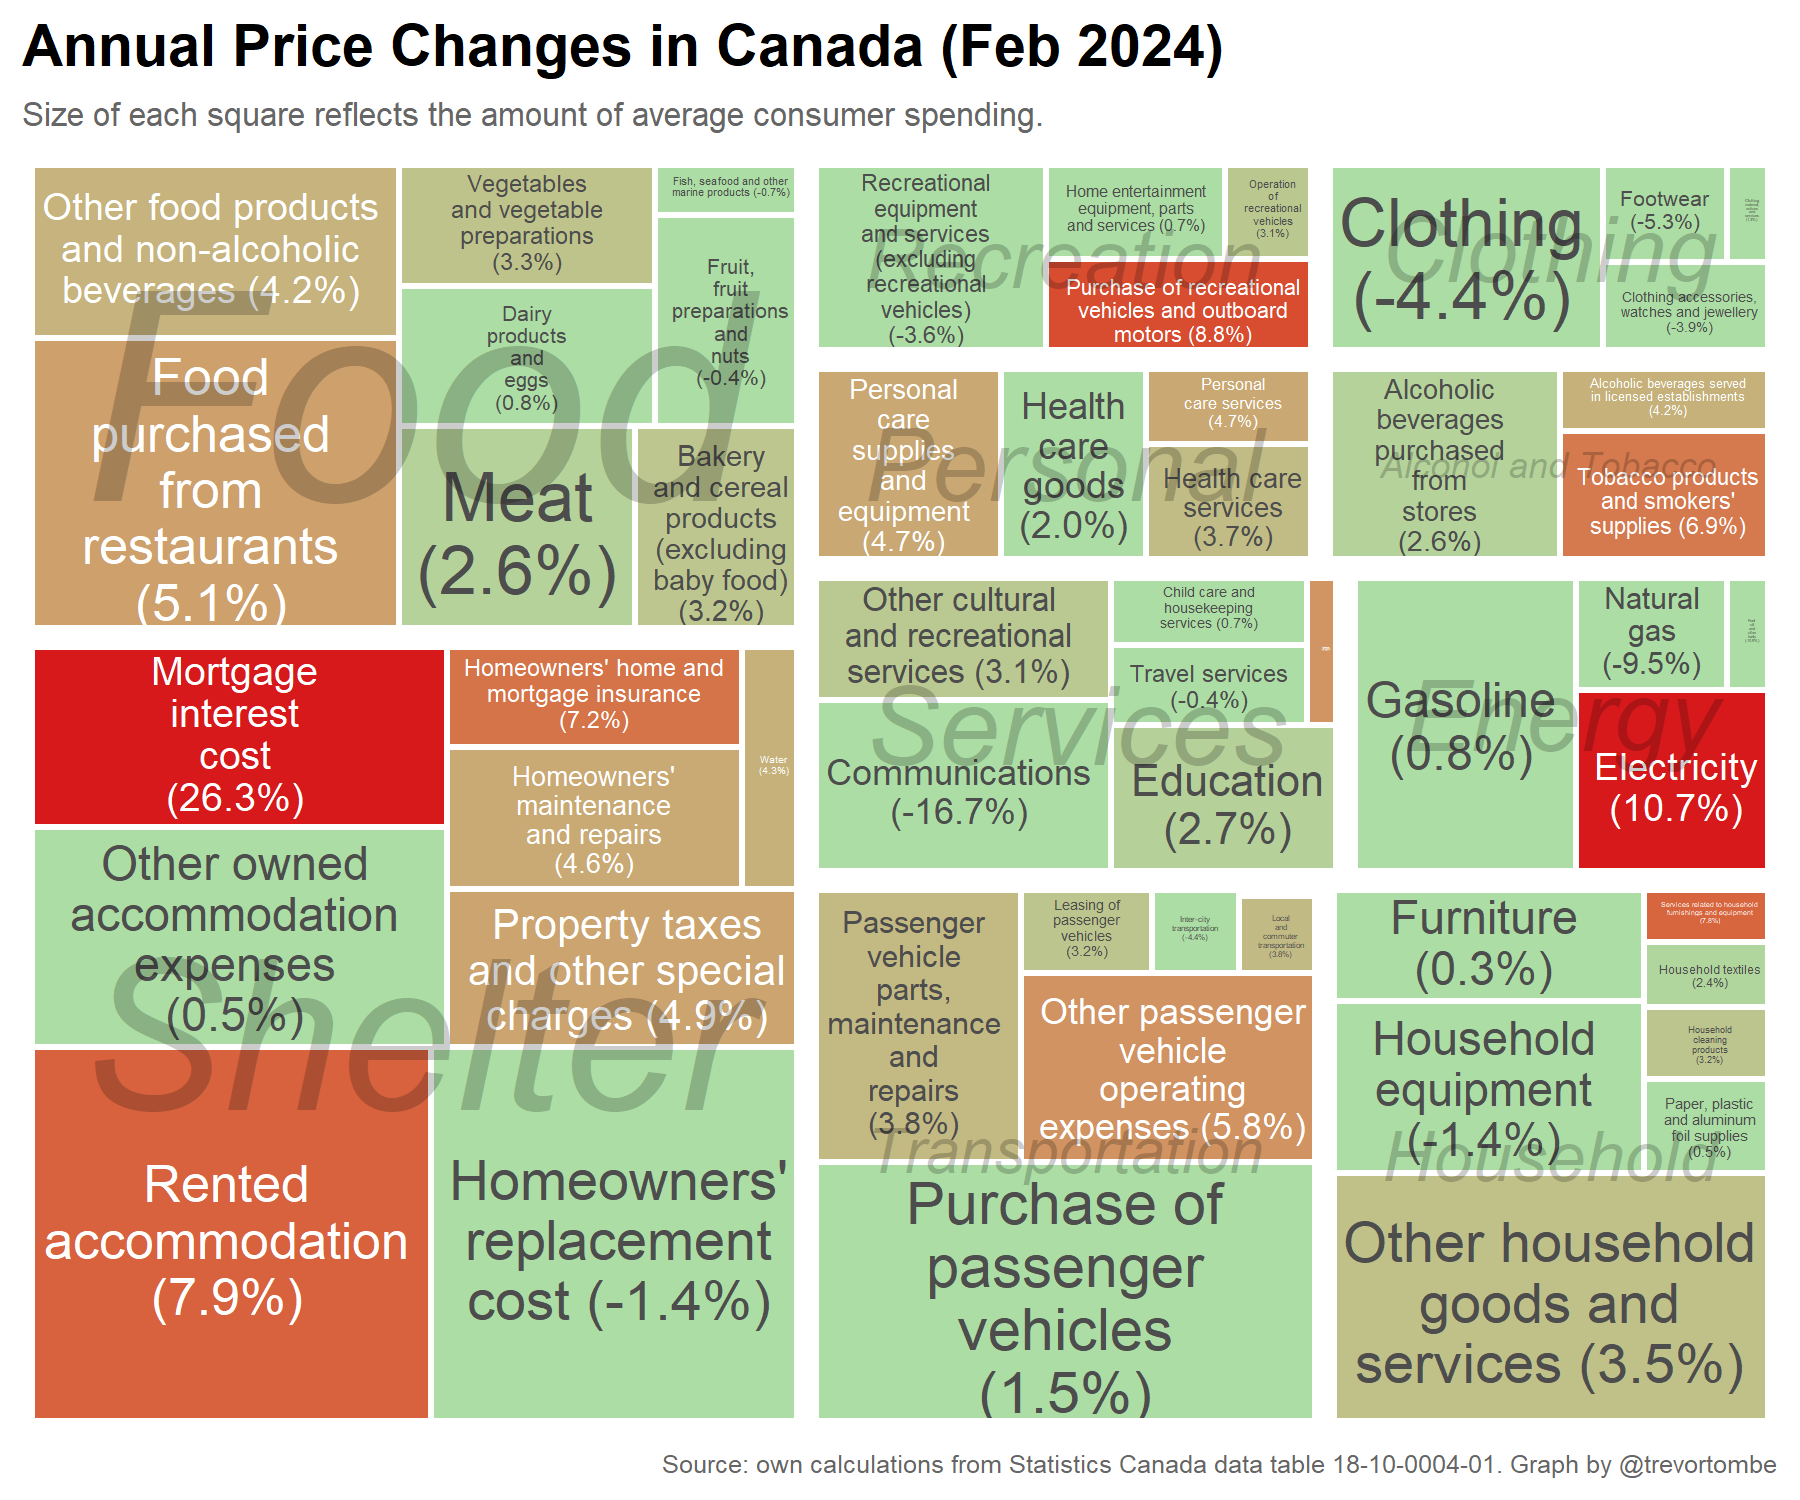 Annual Price Changes in Canada (Feb 2024)
Size of each square reflects the amount of average consumer spending.
Food
Other food products
and non-alcoholic
beverages (4.2%)
Food
purchased
from
restaurants
(5.1%)
Vegetables
and vegetable
preparations
(3.3%)
Dairy
products
and
eggs
(0.8%)
Fish, seafood and other
marine products (-0.7%)
Fruit,
fruit
preparations
and
nuts
(-0.4%)
Meat
(2.6%)
Bakery
and cereal
products
(excluding
baby food)
(3.2%)
Recreation
Recreational
equipment
and services
(excluding
recreational
vehicles)
(-3.6%)
Home entertainment
equipment, parts
and services (0.7%)
Operation
of
recreational
vehicles
(3.1%)
Purchase of recreational
vehicles and outboard
motors (8.8%)
Clothing
Clothing
(-4.4%)
Footwear
(-5.3%)
Clothing accessories,
watches and jewellery
(-3.9%)
Personal
Personal
care
supplies
and
equipment
(4.7%)
Health
care
goods
(2.0%)
Personal
care services
(4.7%)
Health care
services
(3.7%)
Alcohol and Tobacco
Alcoholic
beverages
purchased
from
stores
(2.6%)
Alcoholic beverages served
in licensed establishments
(4.2%)
Tobacco products
and smokers'
supplies (6.9%)
Shelter
Mortgage
interest
cost
(26.3%)
Homeowners' home and
mortgage insurance
(7.2%)
Homeowners'
maintenance
and repairs
(4.6%)
Water
(4.3%)
Other owned
accommodation
expenses
(0.5%)
Property taxes
and other special
charges (4.9%)
Rented
accommodation
(7.9%)
Homeowners'
replacement
cost (-1.4%)
Services
Other cultural
and recreational
services (3.1%)
Child care and
housekeeping
services (0.7%)
Travel services
(-0.4%)
Communications
(-16.7%)
Education
(2.7%)
Energy
Gasoline
(0.8%)
Natural
gas
(-9.5%)
Electricity
(10.7%)
Transportation
Passenger
vehicle
parts,
maintenance
and
repairs
(3.8%)
Leasing of
passenger
vehicles
(3.2%)
Inter-city
transportation
(-4.4%)
Local
and
commuter
transportation
(3.8%)
Other passenger
vehicle
operating
expenses (5.8%)
Purchase of
passenger
vehicles
(1.5%)
Household
Furniture
(0.3%)
Services related to household
furnishings and equipment
(7.8%)
Household textiles
(2.4%)
Household
equipment
(-1.4%)
Household
cleaning
products
(3.2%)
Paper, plastic
and aluminum
foil supplies
(0.5%)
Other household
goods and
services (3.5%)
Source: own calculations from Statistics Canada data table 18-10-0004-01. Graph by @trevortombe